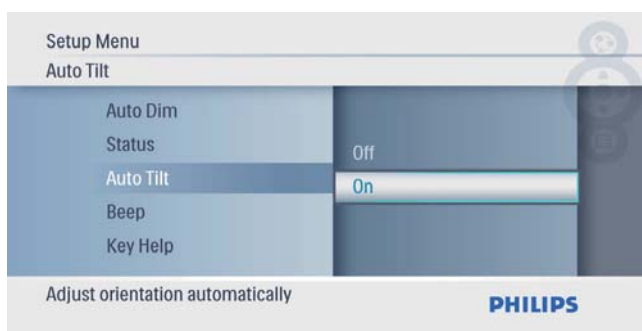 Setup Menu
Auto Tilt
Auto Dim
Status
Auto Tilt
Beep
Key Help
Off
On
Adjust orientation automatically
PHILIPS